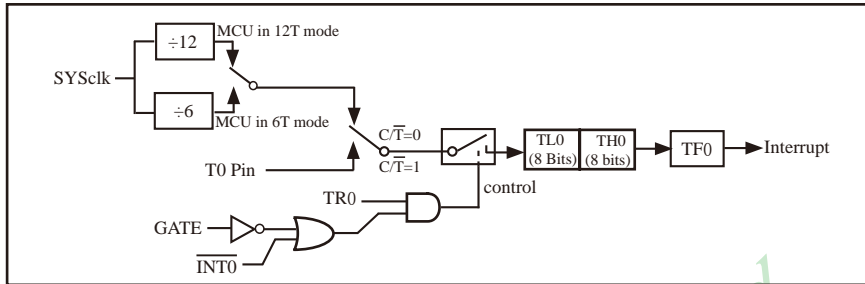 ÷12
MCU in 12T mode
SYSclk
÷6
MCU in 6T mode
C/T̅=0
C/T̅=1
T0 Pin
TL0
(8 Bits)
TH0
(8 bits)
TF0
Interrupt
control
TR0
GATE
I̅N̅T̅0̅